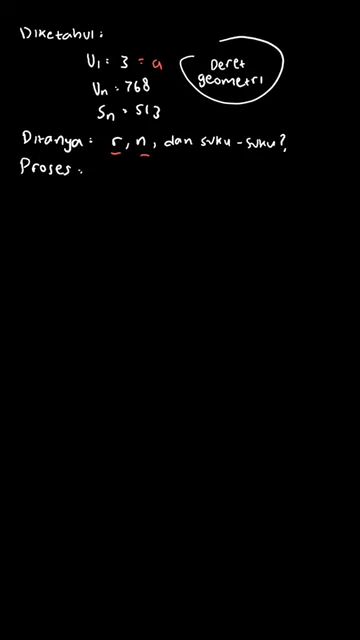 Diketahui:
U1 = 3 = a
Un = 768
Sn = 513
Deret
geometri
Ditanya: r, n, dan suku-suku?
Proses: